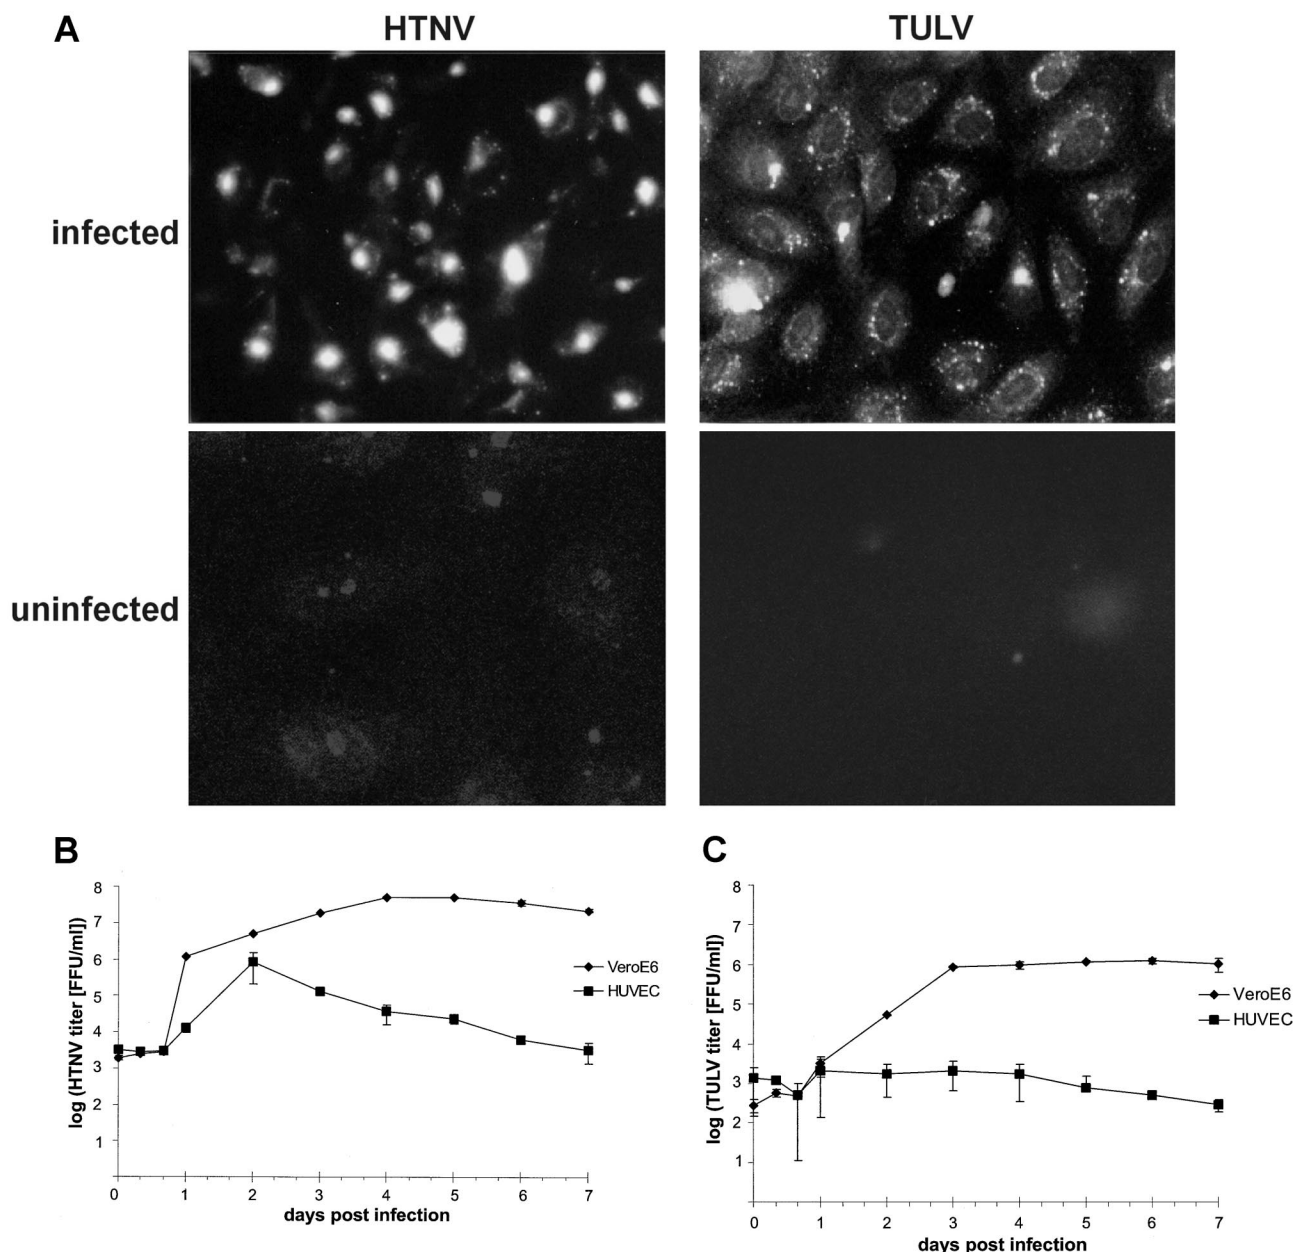 A
HTNV
TULV
infected
uninfected
B
log (HTNV titer [FFU/ml])
8
7
6
5
4
3
2
1
0 1 2 3 4 5 6 7
days post infection
VeroE6
HUVEC
C
log (TULV titer [FFU/ml])
8
7
6
5
4
3
2
1
0 1 2 3 4 5 6 7
days post infection
VeroE6
HUVEC